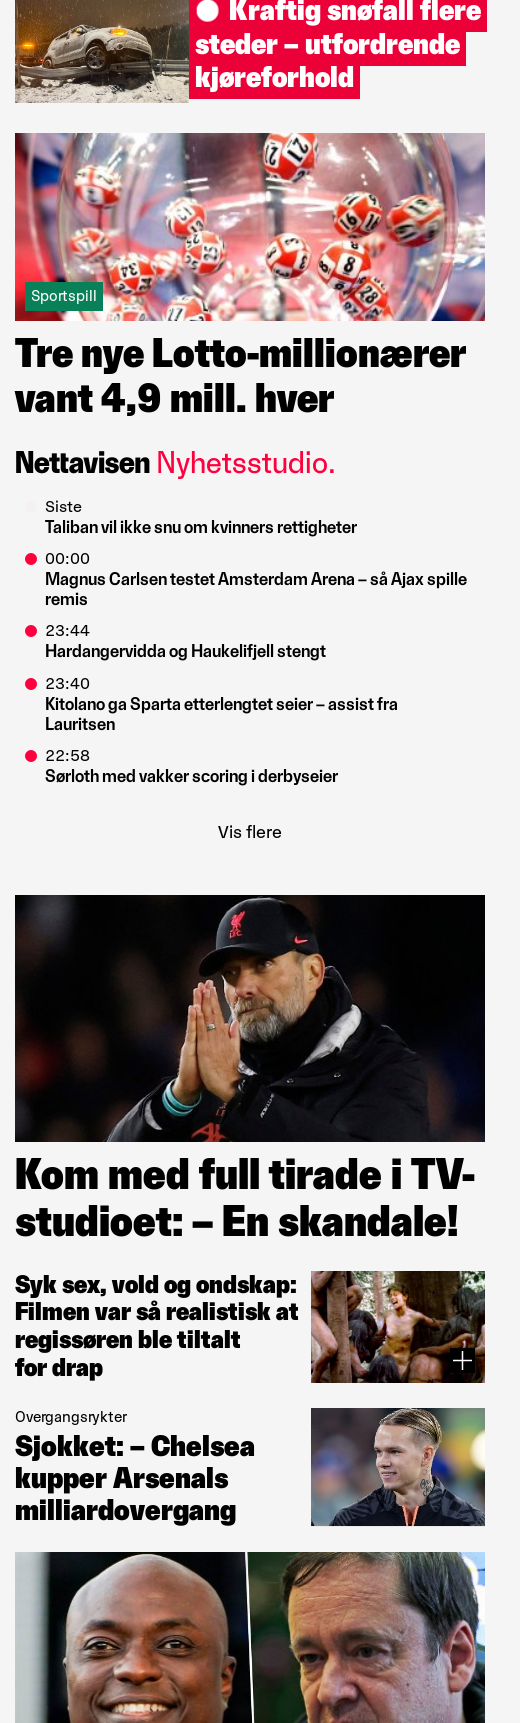 Kraftig snøfall flere
steder – utfordrende
kjøreforhold
Sportspill
Tre nye Lotto-millionærer
vant 4,9 mill. hver
Nettavisen Nyhetsstudio.
Siste
Taliban vil ikke snu om kvinners rettigheter
00:00
Magnus Carlsen testet Amsterdam Arena – så Ajax spille
remis
23:44
Hardangervidda og Haukelifjell stengt
23:40
Kitolano ga Sparta etterlengtet seier – assist fra
Lauritsen
22:58
Sørloth med vakker scoring i derbyseier
Vis flere
Kom med full tirade i TV-
studioet: – En skandale!
Syk sex, vold og ondskap:
Filmen var så realistisk at
regissøren ble tiltalt
for drap
Overgangsrykter
Sjokket: – Chelsea
kupper Arsenals
milliardovergang